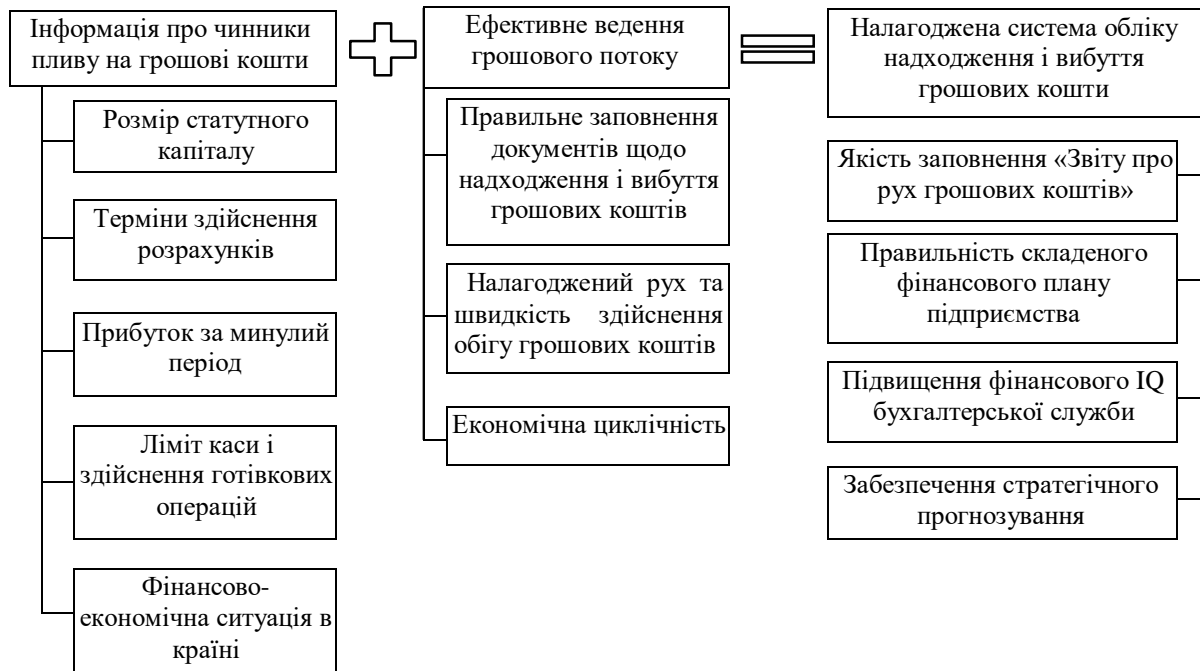 Інформація про чинники
пливу на грошові кошти
Розмір статутного
капіталу
Терміни здійснення
розрахунків
Прибуток за минулий
період
Ліміт каси і
здійснення готівкових
операцій
Фінансово-
економічна ситуація в
країні
Ефективне ведення
грошового потоку
Правильне заповнення
документів щодо
надходження і вибуття
грошових коштів
Налагоджений рух та
швидкість здійснення
обігу грошових коштів
Економічна циклічність
Налагоджена система обліку
надходження і вибуття
грошових кошти
Якість заповнення «Звіту про
рух грошових коштів»
Правильність складеного
фінансового плану
підприємства
Підвищення фінансового IQ
бухгалтерської служби
Забезпечення стратегічного
прогнозування